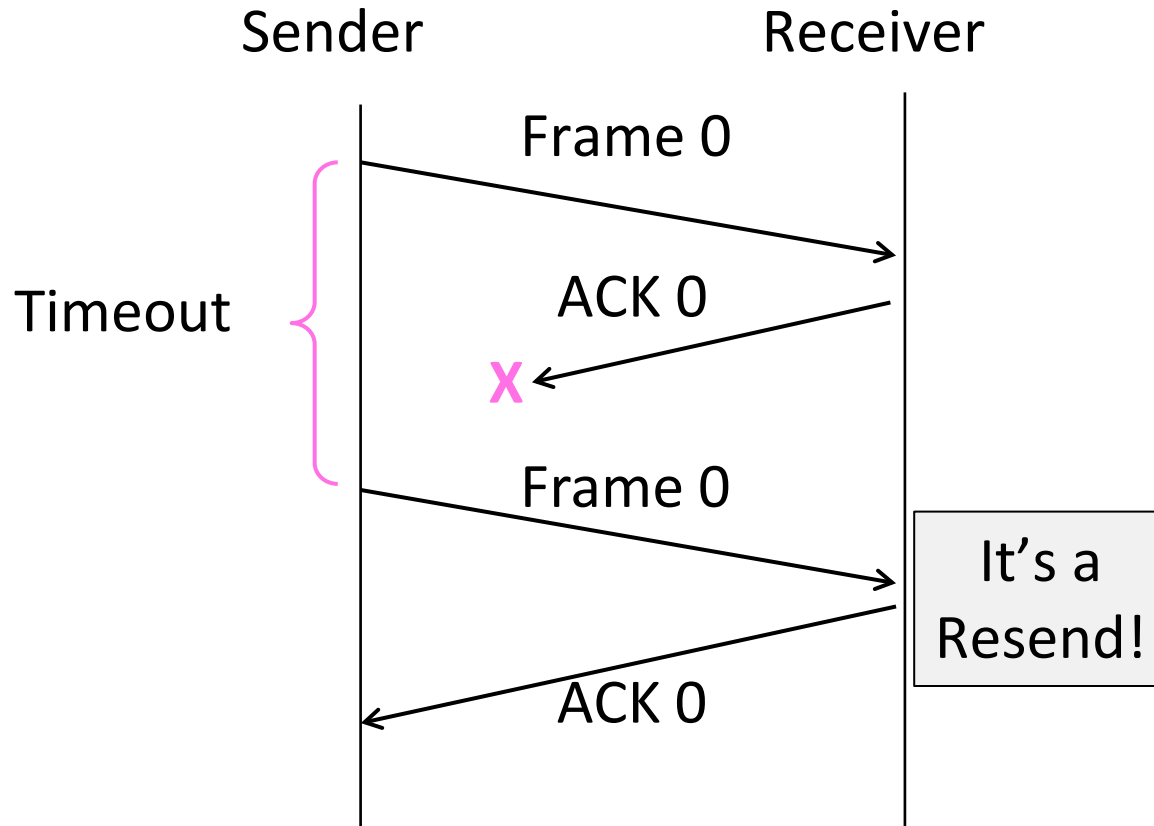 Sender
Receiver
Frame 0
ACK 0
Timeout
X
Frame 0
It’s a
Resend!
ACK 0